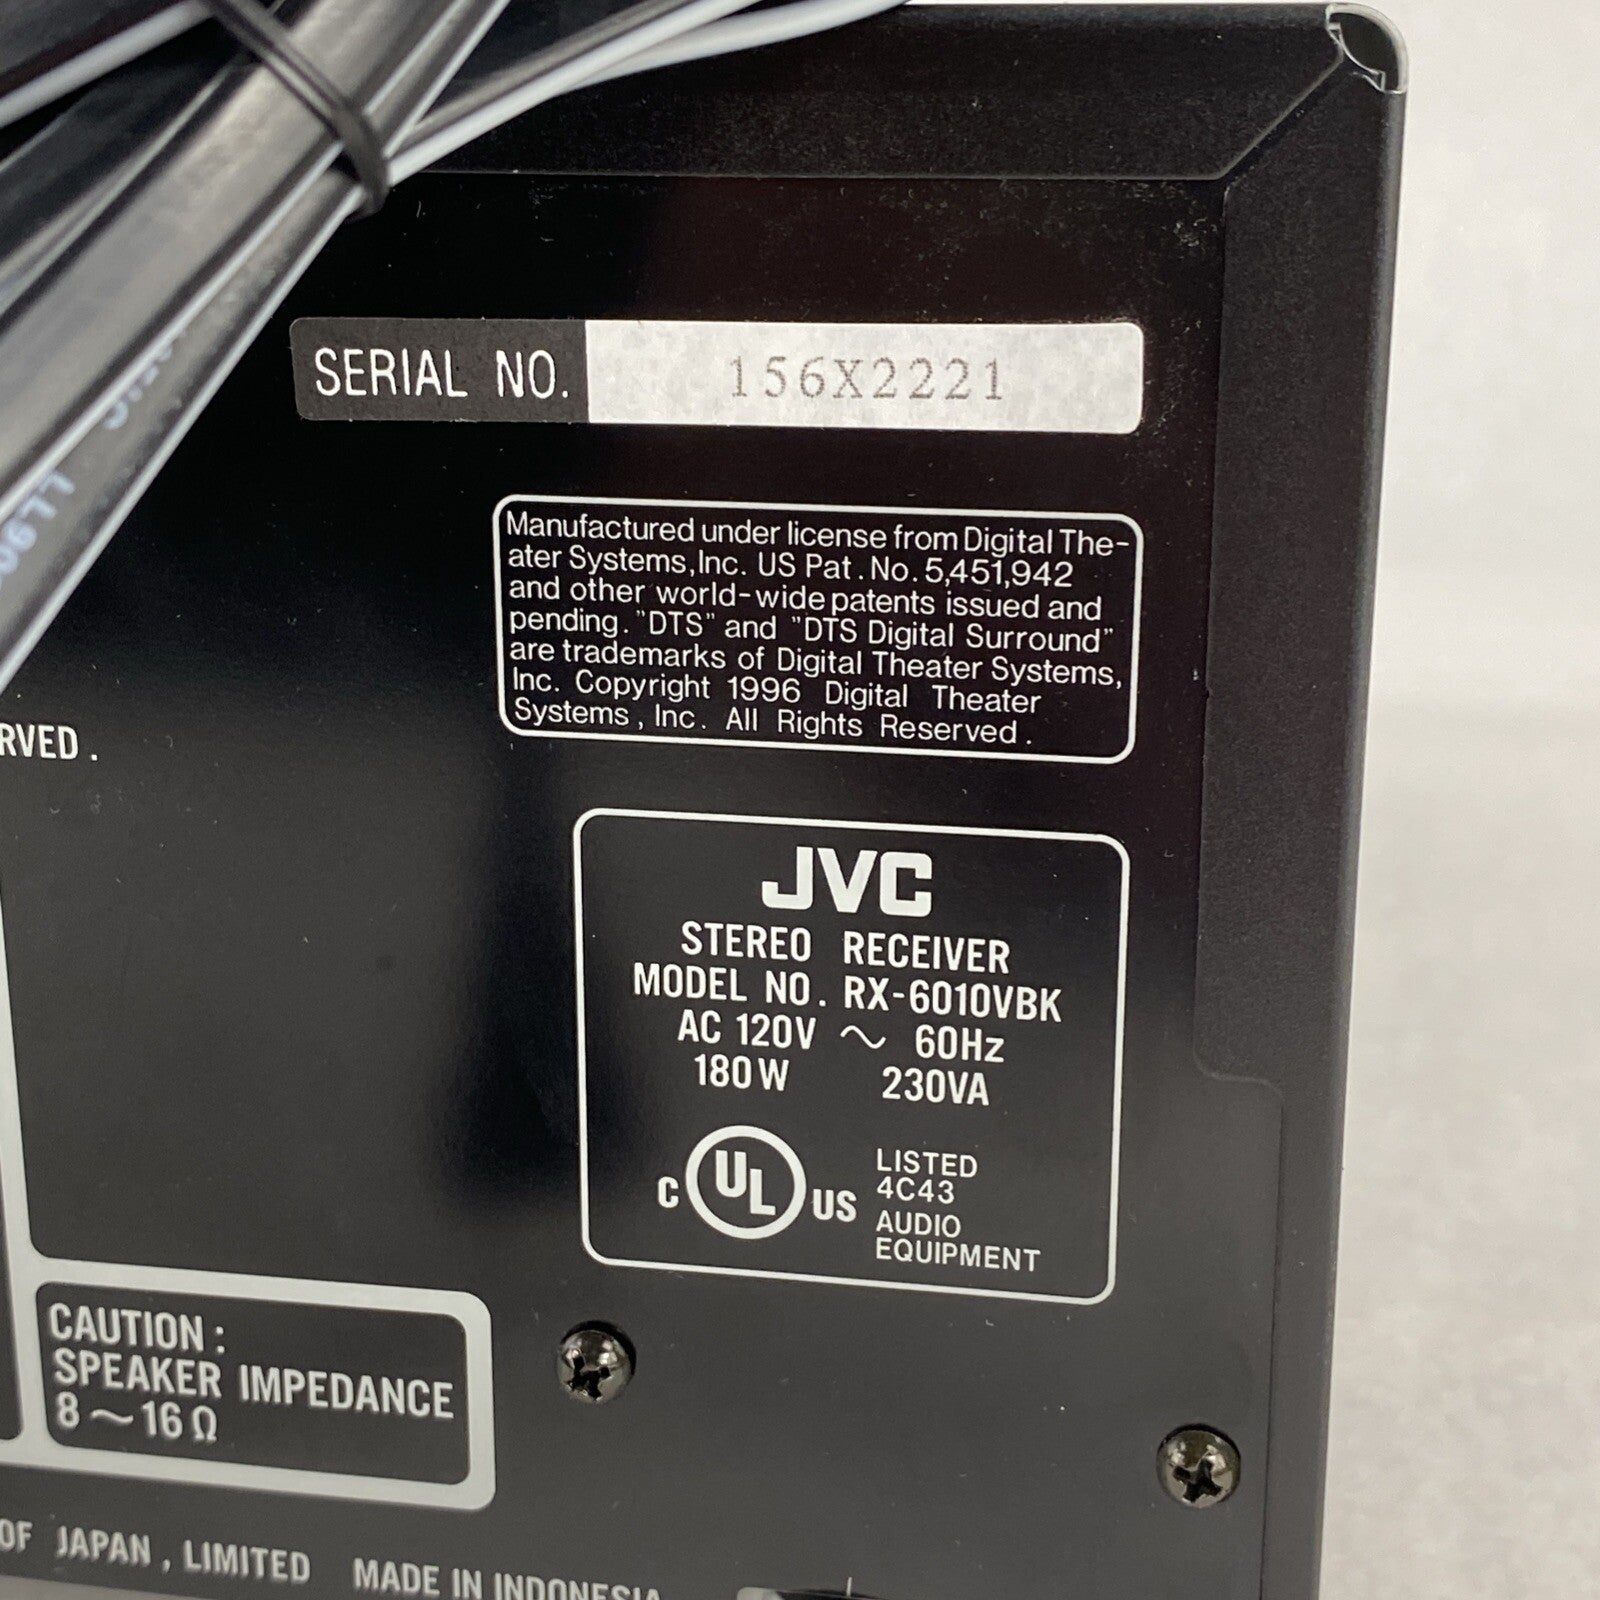 SERIAL NO. 156X2221
Manufactured under license from Digital The-
ater Systems, Inc. US Pat. No. 5,451,942
and other world-wide patents issued and
pending. "DTS" and "DTS Digital Surround"
are trademarks of Digital Theater Systems,
Inc. Copyright 1996 Digital Theater
Systems, Inc. All Rights Reserved.
RVED.
JVC
STEREO RECEIVER
MODEL NO. RX-6010VBK
AC 120V ～ 60Hz
180W 230VA
C UL US
LISTED
4C43
AUDIO
EQUIPMENT
CAUTION:
SPEAKER IMPEDANCE
8～16Ω
OF JAPAN, LIMITED MADE IN INDONESIA